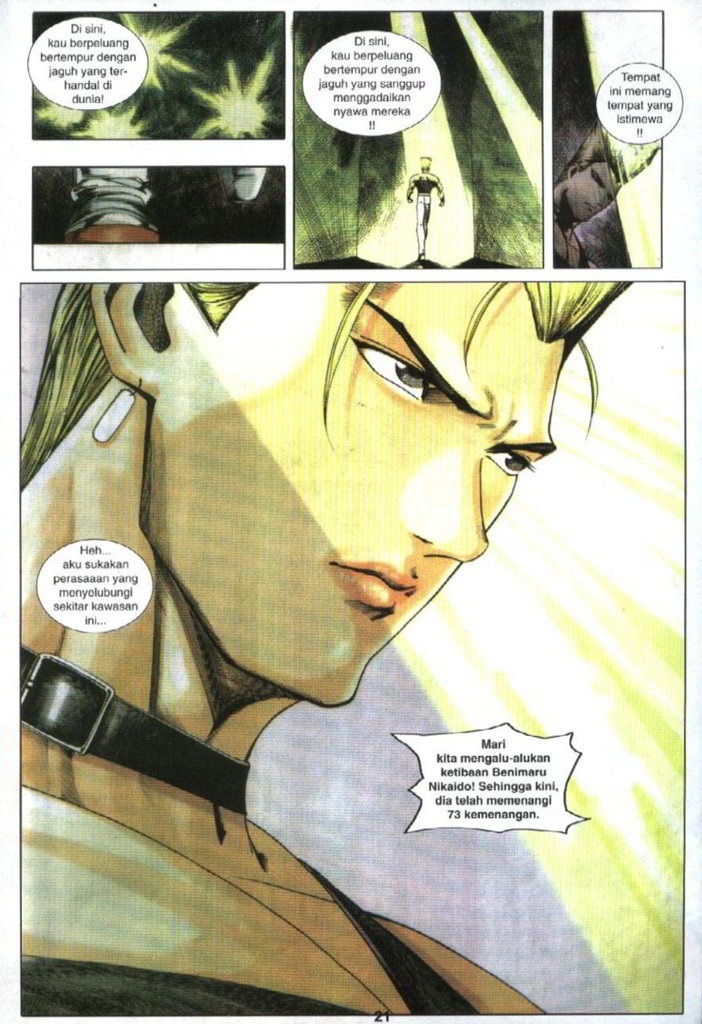 Di sini,
kau berpeluang
bertempur dengan
jaguh yang ter-
handal di
dunia!
Di sini,
kau berpeluang
bertempur dengan
jaguh yang sanggup
menggadaikan
nyawa mereka
!!
Tempat
ini memang
tempat yang
istimewa
!!
Heh...
aku sukakan
perasaaan yang
menyelubungi
sekitar kawasan
ini...
Mari
kita mengalu-alukan
ketibaan Benimaru
Nikaido! Sehingga kini,
dia telah memenangi
73 kemenangan.
21